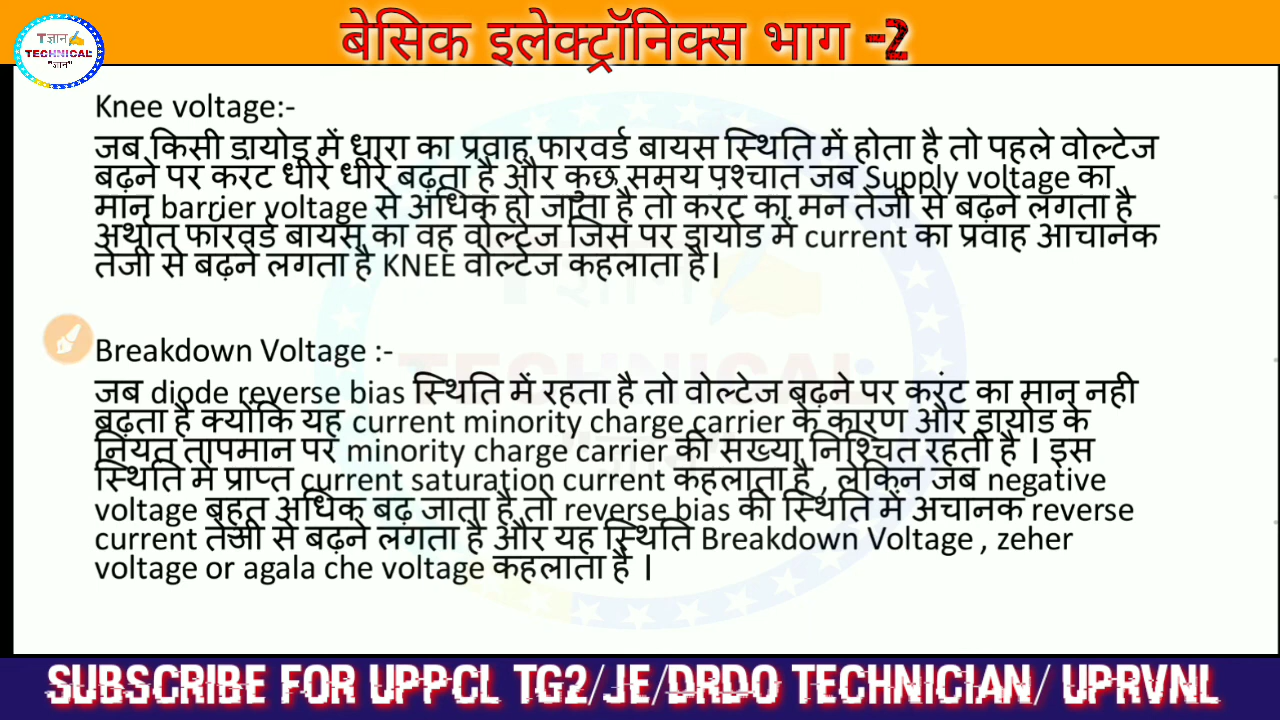 बेसिक इलेक्ट्रॉनिक्स भाग -2
Tज्ञान
TECHNICAL
"ज्ञान"
Knee voltage:-
जब किसी डायोड में धारा का प्रवाह फारवर्ड बायस स्थिति में होता है तो पहले वोल्टेज
बढ़ने पर करंट धीरे धीरे बढ़ता है और कुछ समय पश्चात जब Supply voltage का
मान barrier voltage से अधिक हो जाता है तो करंट का मन तेजी से बढ़ने लगता है
अर्थात फॉरवर्ड बायस का वह वोल्टेज जिस पर डायोड में current का प्रवाह आचानक
तेजी से बढ़ने लगता है KNEE वोल्टेज कहलाता है।
Breakdown Voltage :-
जब diode reverse bias स्थिति में रहता है तो वोल्टेज बढ़ने पर करंट का मान नही
बढ़ता है क्योंकि यह current minority charge carrier के कारण और डायोड के
नियत तापमान पर minority charge carrier की संख्या निश्चित रहती है । इस
स्थिति में प्राप्त current saturation current कहलाता है , लेकिन जब negative
voltage बहुत अधिक बढ़ जाता है तो reverse bias की स्थिति में अचानक reverse
current तेजी से बढ़ने लगता है और यह स्थिति Breakdown Voltage , zeher
voltage or agala che voltage कहलाता है ।
SUBSCRIBE FOR UPPCL TG2/JE/DRDO TECHNICIAN/ UPRVNL